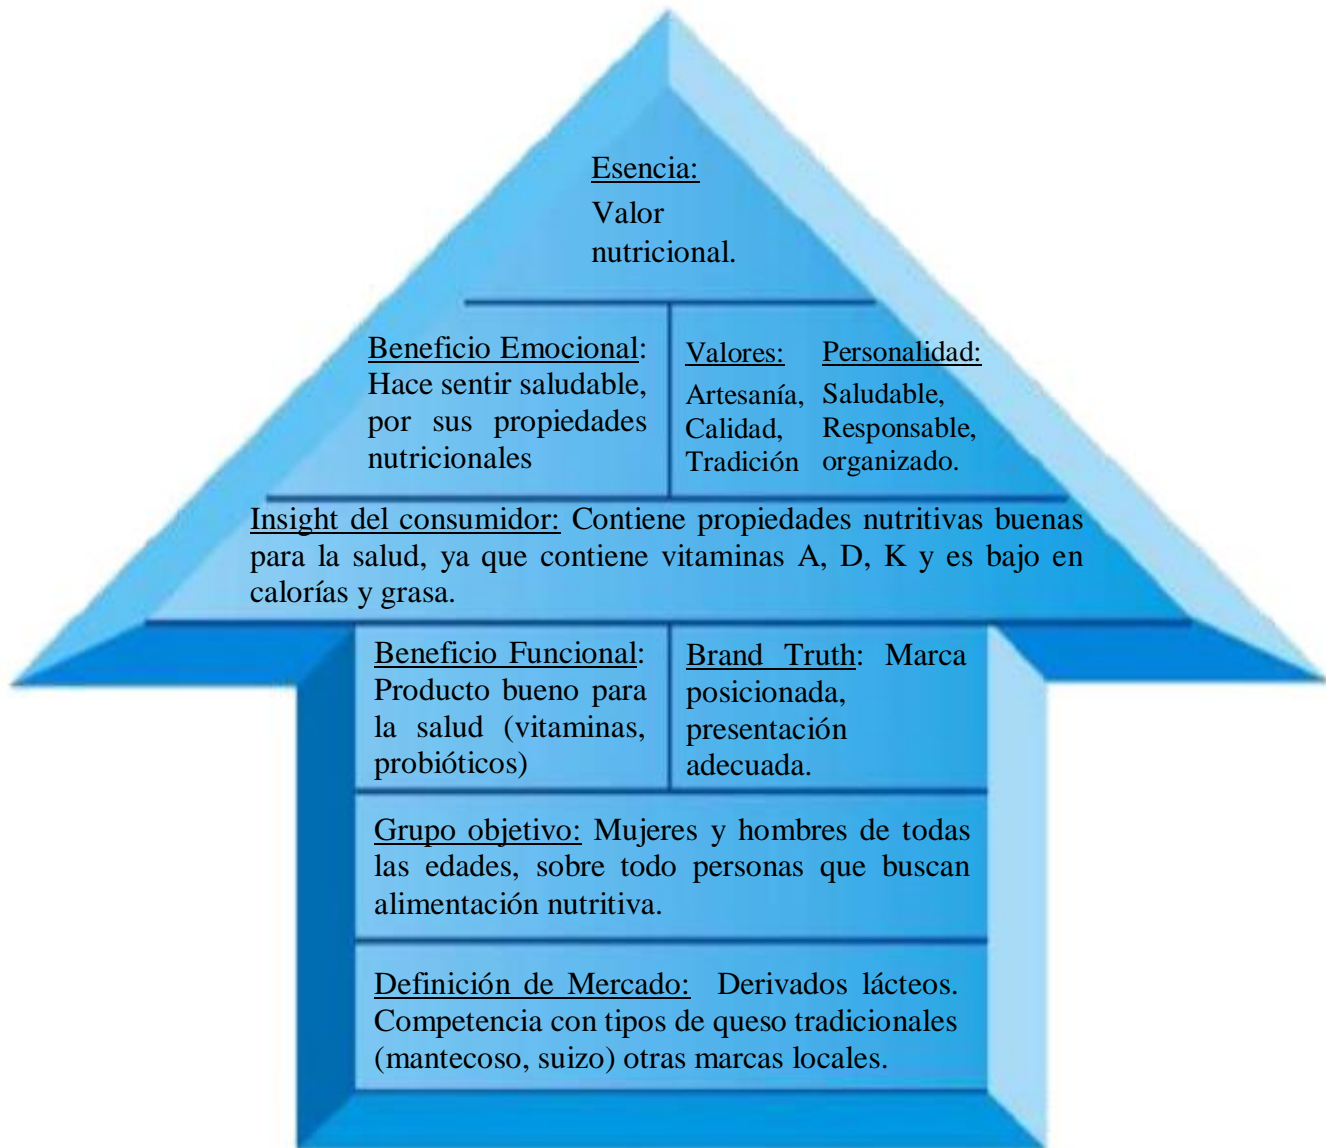 Esencia:
Valor
nutricional.
Beneficio Emocional:
Hace sentir saludable,
por sus propiedades
nutricionales
Valores:
Artesanía,
Calidad,
Tradición
Personalidad:
Saludable,
Responsable,
organizado.
Insight del consumidor: Contiene propiedades nutritivas buenas
para la salud, ya que contiene vitaminas A, D, K y es bajo en
calorías y grasa.
Beneficio Funcional:
Producto bueno para
la salud (vitaminas,
probióticos)
Brand Truth: Marca
posicionada,
presentación
adecuada.
Grupo objetivo: Mujeres y hombres de todas
las edades, sobre todo personas que buscan
alimentación nutritiva.
Definición de Mercado: Derivados lácteos.
Competencia con tipos de queso tradicionales
(mantecoso, suizo) otras marcas locales.